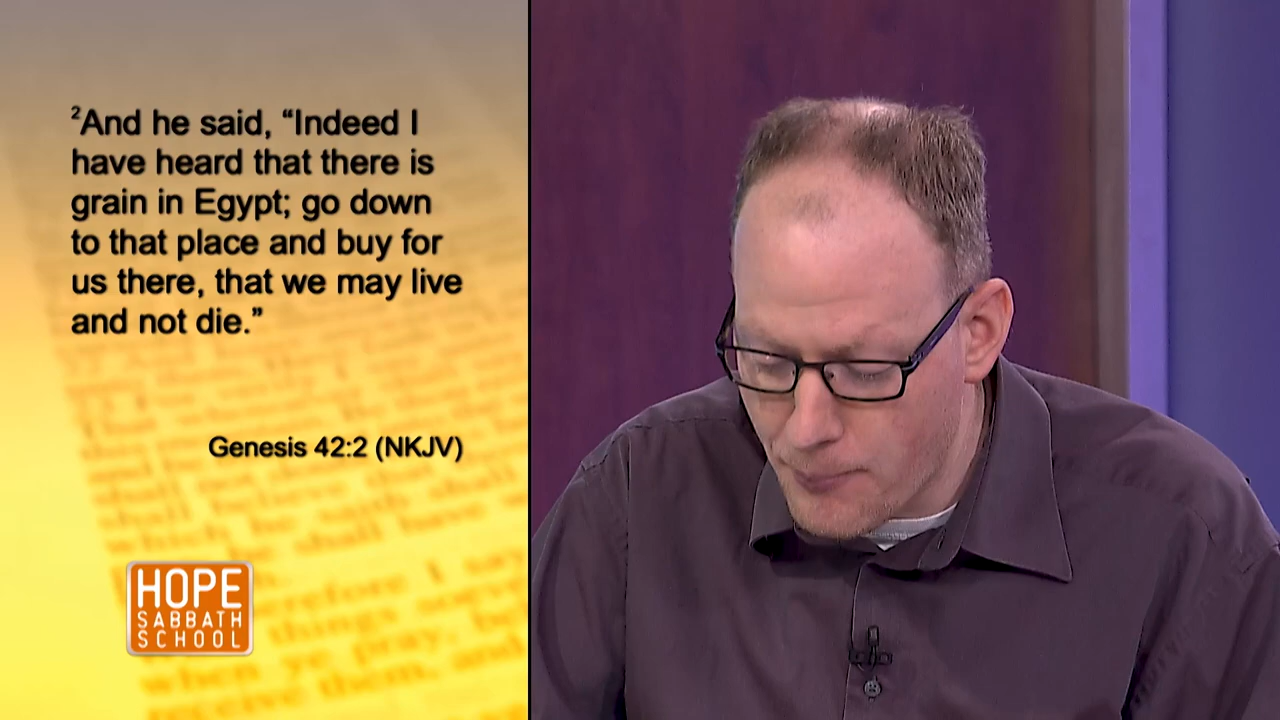 ²And he said, “Indeed I
have heard that there is
grain in Egypt; go down
to that place and buy for
us there, that we may live
and not die.”
Genesis 42:2 (NKJV)
HOPE
SABBATH
SCHOOL